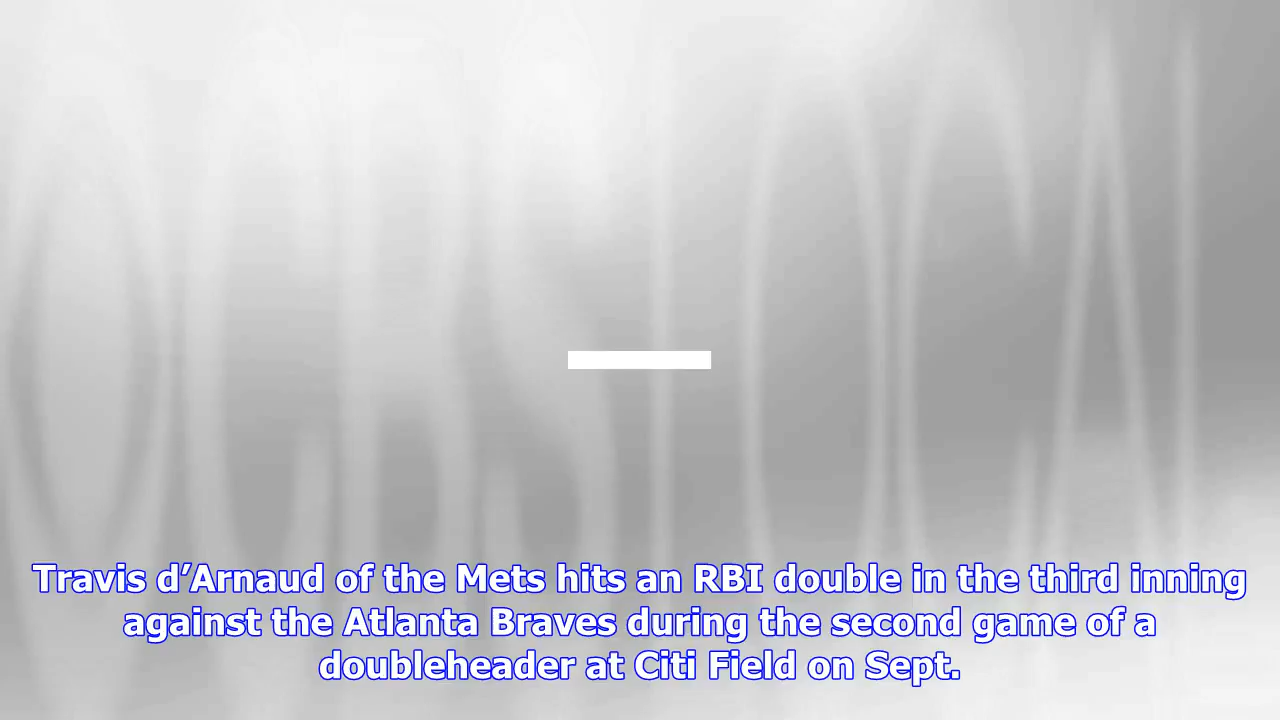 Travis d’Arnaud of the Mets hits an RBI double in the third inning
against the Atlanta Braves during the second game of a
doubleheader at Citi Field on Sept.